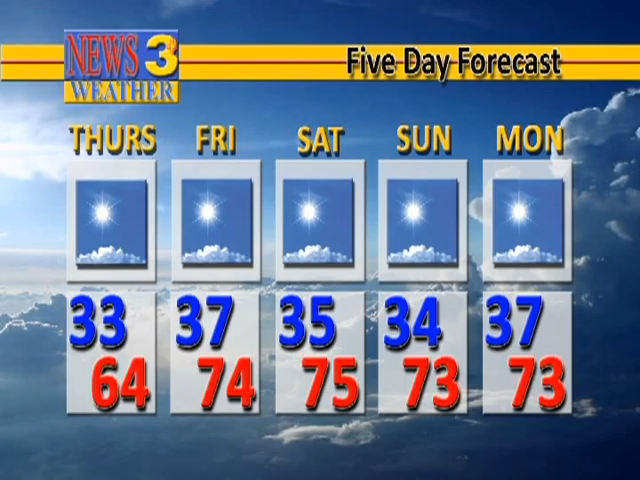 NEWS 3
WEATHER
Five Day Forecast
THURS FRI SAT SUN MON
33 37 35 34 37
64 74 75 73 73